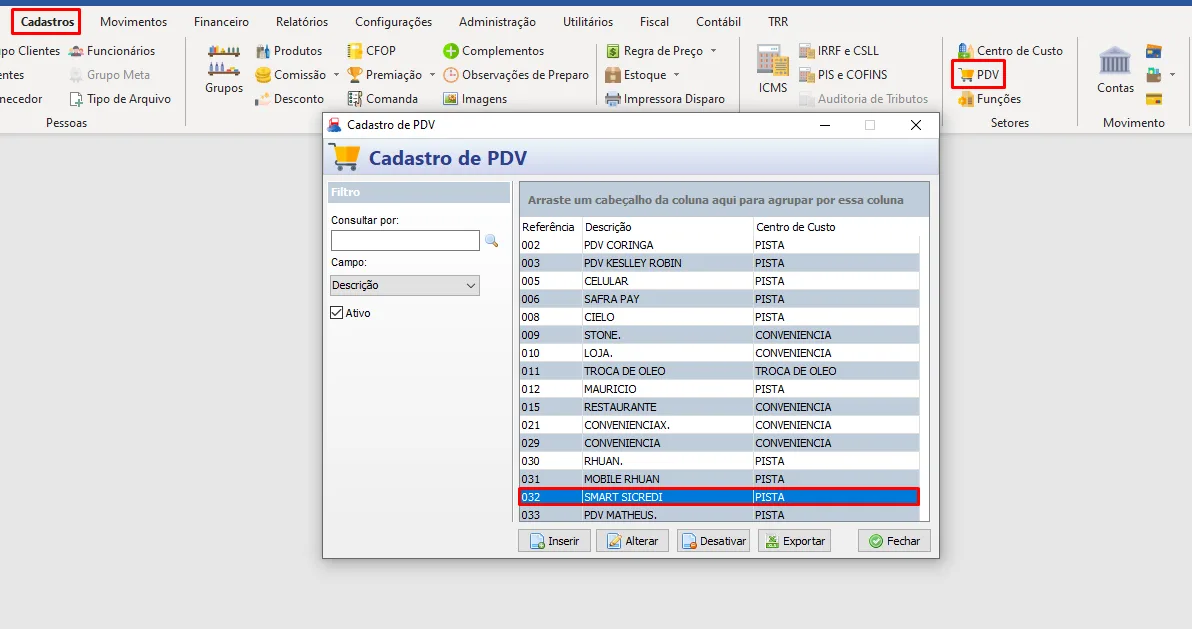 Cadastros Movimentos Financeiro Relatórios Configurações Administração Utilitários Fiscal Contábil TRR
po Clientes Funcionários
entes Grupo Meta
necedor Tipo de Arquivo
Pessoas
Grupos
Produtos CFOP Complementos
Comissão Premiação Observações de Preparo
Desconto Comanda Imagens
Regra de Preço
Estoque
Impressora Disparo
ICMS
IRRF e CSLL
PIS e COFINS
Auditoria de Tributos
Centro de Custo
PDV
Funções
Setores
Contas
Movimento
Cadastro de PDV
Cadastro de PDV
Filtro
Consultar por:
Campo:
Descrição
Ativo
Arraste um cabeçalho da coluna aqui para agrupar por essa coluna
Referência Descrição Centro de Custo
002 PDV CORINGA PISTA
003 PDV KESLLEY ROBIN PISTA
005 CELULAR PISTA
006 SAFRA PAY PISTA
008 CIELO PISTA
009 STONE. CONVENIENCIA
010 LOJA. CONVENIENCIA
011 TROCA DE OLEO TROCA DE OLEO
012 MAURICIO PISTA
015 RESTAURANTE CONVENIENCIA
021 CONVENIENCIAX. CONVENIENCIA
029 CONVENIENCIA CONVENIENCIA
030 RHUAN. PISTA
031 MOBILE RHUAN PISTA
032 SMART SICREDI PISTA
033 PDV MATHEUS. PISTA
Inserir Alterar Desativar Exportar Fechar